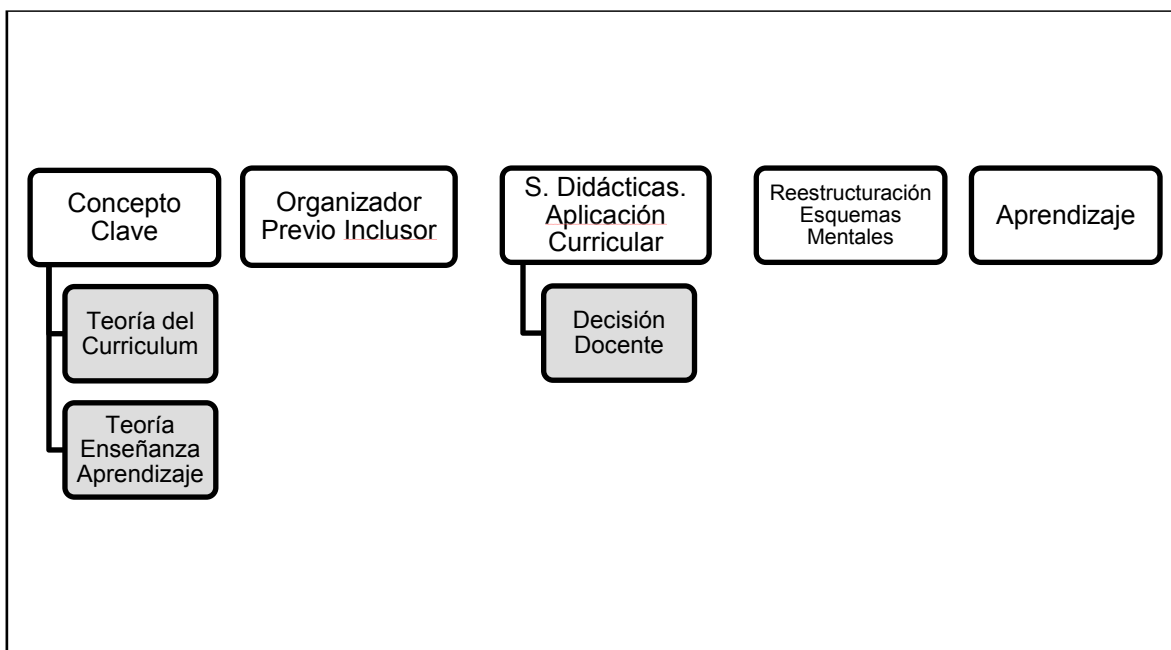 Concepto
Clave
Teoría del
Curriculum
Teoría
Enseñanza
Aprendizaje
Organizador
Previo Inclusor
S. Didácticas.
Aplicación
Curricular
Decisión
Docente
Reestructuración
Esquemas
Mentales
Aprendizaje